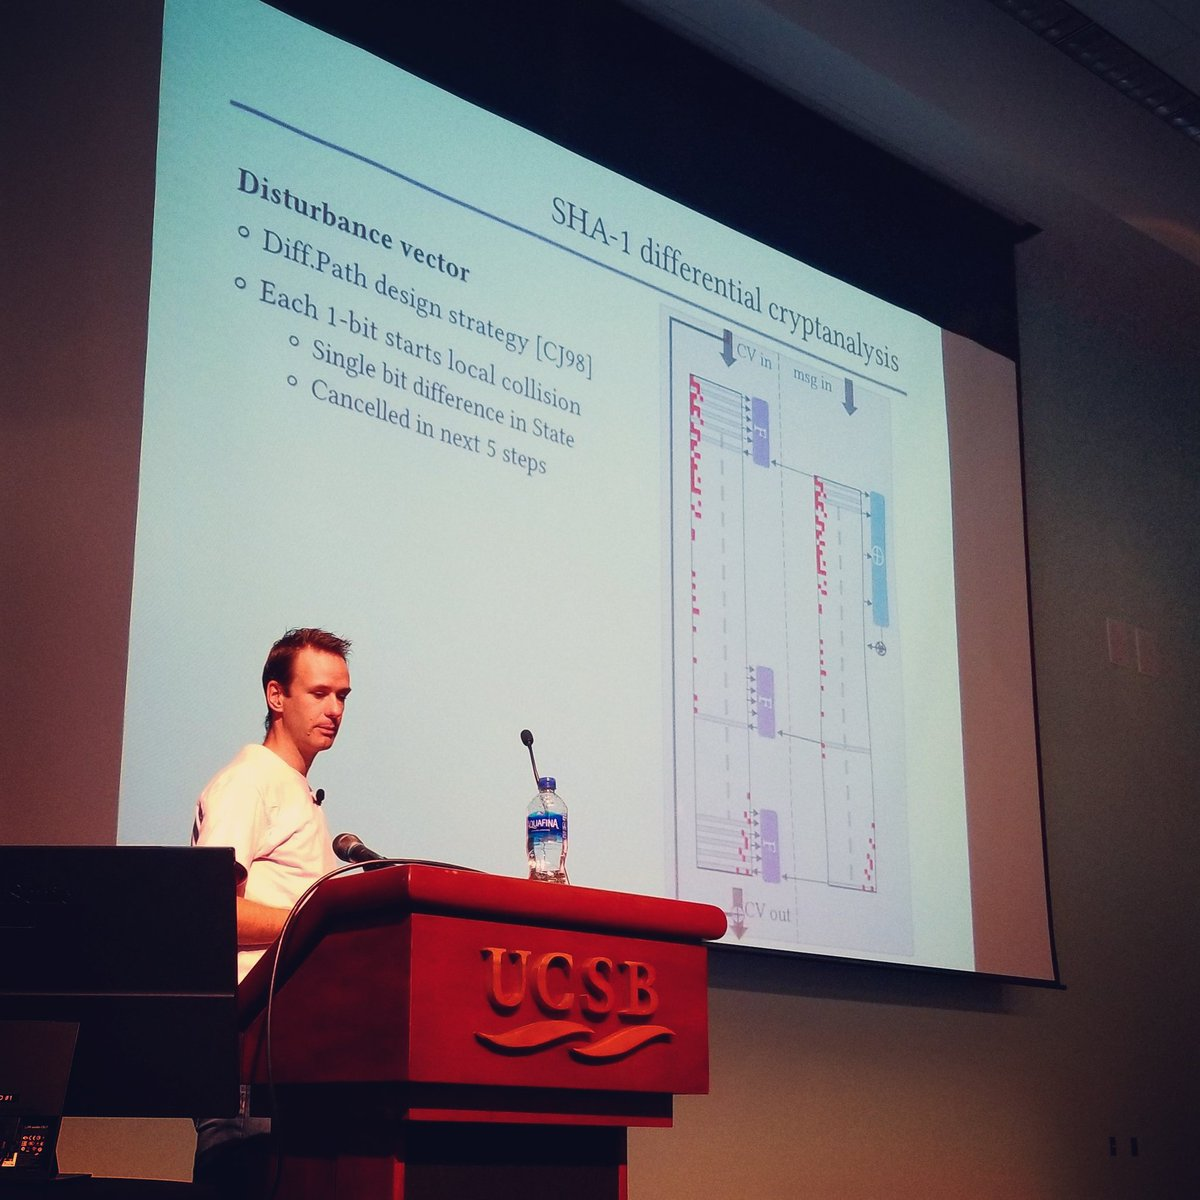 SHA-1 differential cryptanalysis
Disturbance vector
Diff.Path design strategy [CJ98]
Each 1-bit starts local collision
Single bit difference in State
Cancelled in next 5 steps
CV in
msg in
F
F
F
CV out
AQUAFINA
UCSB